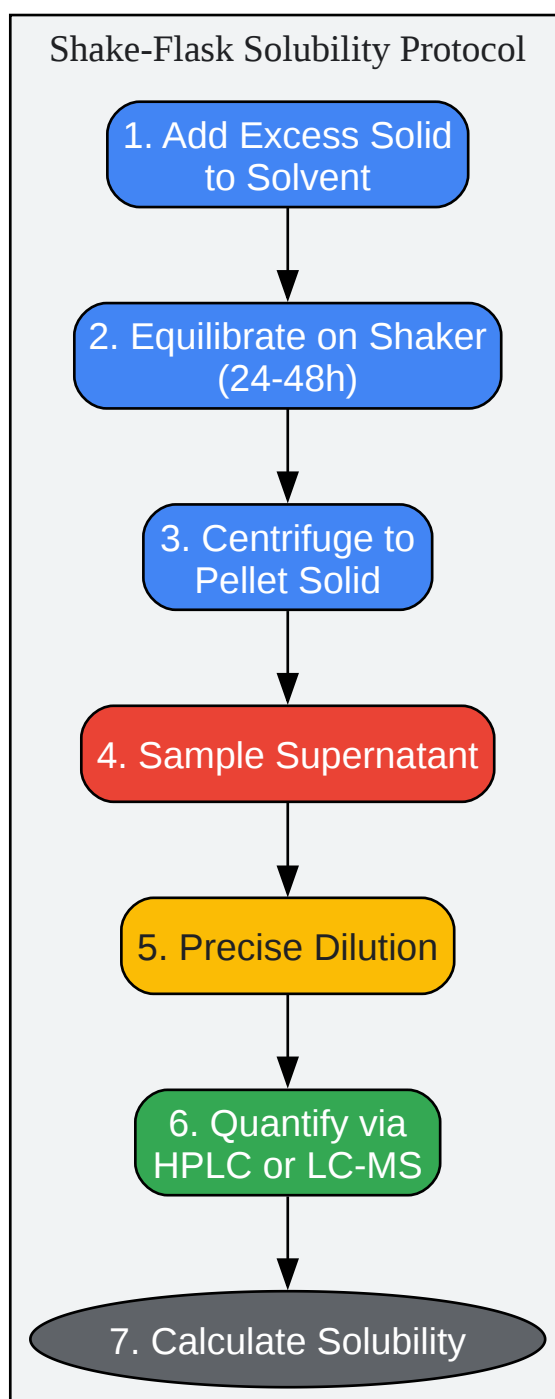 Shake-Flask Solubility Protocol
1. Add Excess Solid
to Solvent
2. Equilibrate on Shaker
(24-48h)
3. Centrifuge to
Pellet Solid
4. Sample Supernatant
5. Precise Dilution
6. Quantify via
HPLC or LC-MS
7. Calculate Solubility